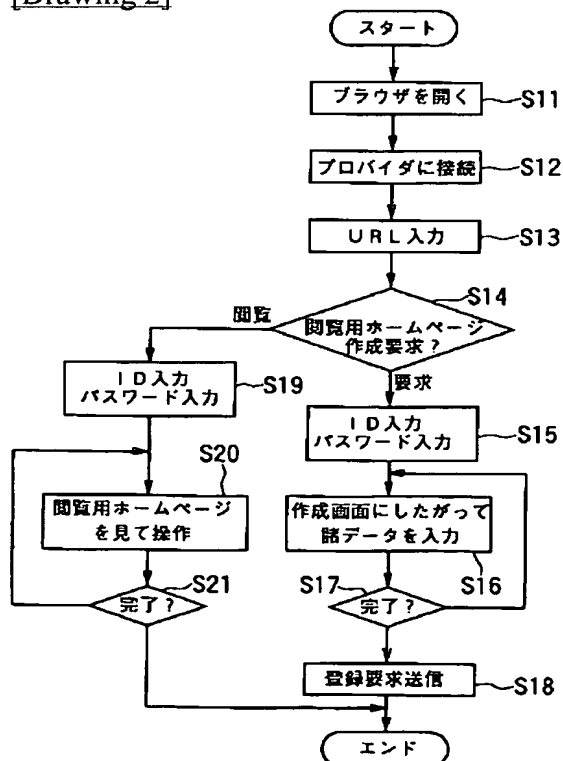 [Drawing 2]
スタート
ブラウザを開く
S11
プロバイダに接続
S12
URL入力
S13
S14
閲覧用ホームページ
作成要求？
閲覧
要求
ID入力
パスワード入力
S19
ID入力
パスワード入力
S15
S20
閲覧用ホームページ
を見て操作
作成画面にしたがって
諸データを入力
S16
S21
完了？
S17
完了？
登録要求送信
S18
エンド